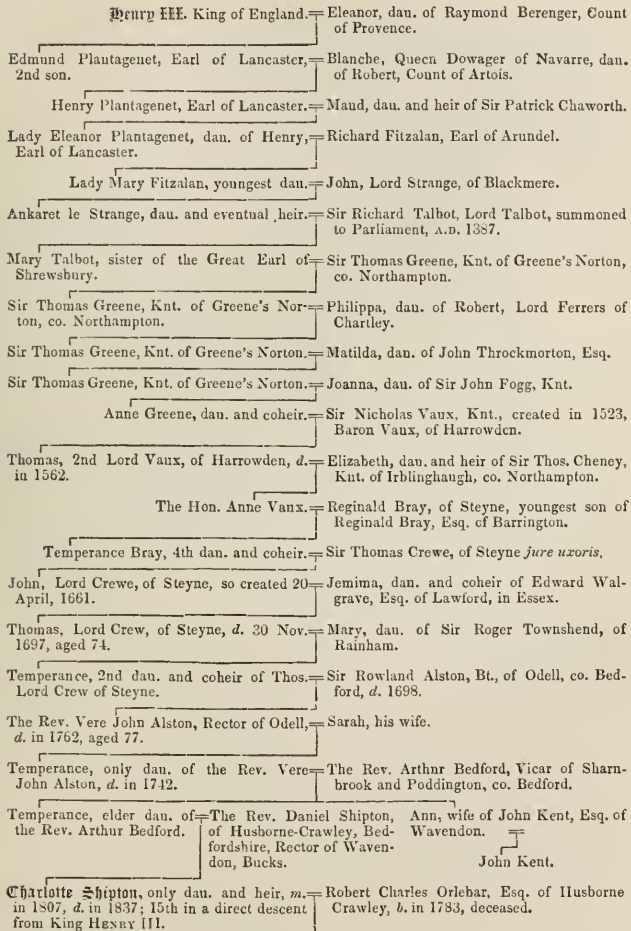 Henry III. King of England. = Eleanor, dau. of Raymond Berenger, Count
of Provence.
Edmund Plantagenet, Earl of Lancaster, = Blanche, Queen Dowager of Navarre, dau.
2nd son. of Robert, Count of Artois.
Henry Plantagenet, Earl of Lancaster. = Maud, dau. and heir of Sir Patrick Chaworth.
Lady Eleanor Plantagenet, dau. of Henry, = Richard Fitzalan, Earl of Arundel.
Earl of Lancaster.
Lady Mary Fitzalan, youngest dau. = John, Lord Strange, of Blackmere.
Ankaret le Strange, dau. and eventual heir. = Sir Richard Talbot, Lord Talbot, summoned
to Parliament, A.D. 1387.
Mary Talbot, sister of the Great Earl of = Sir Thomas Greene, Knt. of Greene's Norton,
Shrewsbury. co. Northampton.
Sir Thomas Greene, Knt. of Greene's Nor- = Philippa, dau. of Robert, Lord Ferrers of
ton, co. Northampton. Chartley.
Sir Thomas Greene, Knt. of Greene's Norton. = Matilda, dau. of John Throckmorton, Esq.
Sir Thomas Greene, Knt. of Greene's Norton. = Joanna, dau. of Sir John Fogg, Knt.
Anne Greene, dau. and coheir. = Sir Nicholas Vaux, Knt., created in 1523,
Baron Vaux, of Harrowden.
Thomas, 2nd Lord Vaux, of Harrowden, d. = Elizabeth, dau. and heir of Sir Thos. Cheney,
in 1562. Knt. of Irblinghaugh, co. Northampton.
The Hon. Anne Vaux. = Reginald Bray, of Steyne, youngest son of
Reginald Bray, Esq. of Barrington.
Temperance Bray, 4th dau. and coheir. = Sir Thomas Crewe, of Steyne jure uxoris.
John, Lord Crewe, of Steyne, so created 20 = Jemima, dau. and coheir of Edward Wal-
April, 1661. grave, Esq. of Lawford, in Essex.
Thomas, Lord Crew, of Steyne, d. 30 Nov. = Mary, dau. of Sir Roger Townshend, of
1697, aged 74. Rainham.
Temperance, 2nd dau. and coheir of Thos. = Sir Rowland Alston, Bt., of Odell, co. Bed-
Lord Crew of Steyne. ford, d. 1698.
The Rev. Vere John Alston, Rector of Odell, = Sarah, his wife.
d. in 1762, aged 77.
Temperance, only dau. of the Rev. Vere = The Rev. Arthur Bedford, Vicar of Sharn-
John Alston, d. in 1742. brook and Poddington, co. Bedford.
Temperance, elder dau. of = The Rev. Daniel Shipton, Ann, wife of John Kent, Esq. of
the Rev. Arthur Bedford. of Husborne-Crawley, Bed- Wavendon. =
fordshire, Rector of Waven-
don, Bucks. John Kent.
Charlotte Shipton, only dau. and heir, m. = Robert Charles Orlebar, Esq. of Husborne
in 1807, d. in 1837; 15th in a direct descent Crawley, b. in 1783, deceased.
from King HENRY III.